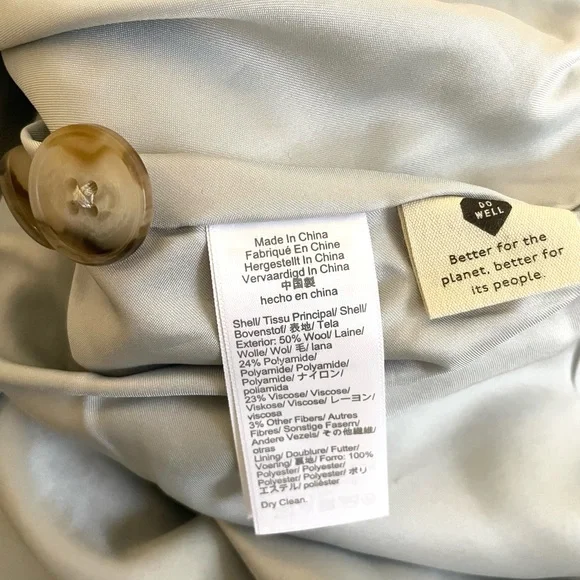 Made In China
Fabriqué En Chine
Hergestellt In China
Vervaardigd In China
中国製
hecho en china
Shell/ Tissu Principal/ Shell/
Bovenstof/ 表地/ Tela
Exterior: 50% Wool/ Laine/
Wolle/ Wol/ 毛/ lana
24% Polyamide/
Polyamide/ Polyamide/
Polyamide/ ナイロン/
poliamida
23% Viscose/ Viscose/
Viskose/ Viscose/ レーヨン/
viscosa
3% Other Fibers/ Autres
Fibres/ Sonstige Fasern/
Andere Vezels/ その他繊維/
otras
Lining/ Doublure/ Futter/
Voering/ 裏地/ Forro: 100%
Polyester/ Polyester/
Polyester/ Polyester/ ポリ
エステル/ poliéster
Dry Clean.
DO
WELL
Better for the
planet, better for
its people.